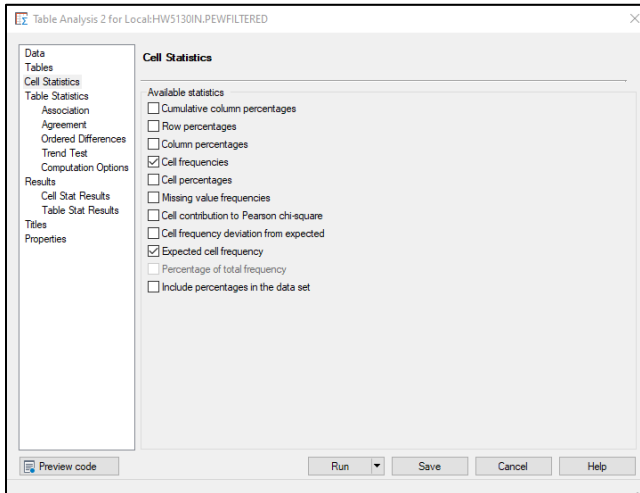 Table Analysis 2 for Local:HW5130IN.PEWFILTERED
Data
Tables
Cell Statistics
Table Statistics
Association
Agreement
Ordered Differences
Trend Test
Computation Options
Results
Cell Stat Results
Table Stat Results
Titles
Properties
Cell Statistics
Available statistics
Cumulative column percentages
Row percentages
Column percentages
Cell frequencies
Cell percentages
Missing value frequencies
Cell contribution to Pearson chi-square
Cell frequency deviation from expected
Expected cell frequency
Percentage of total frequency
Include percentages in the data set
Preview code
Run
Save
Cancel
Help